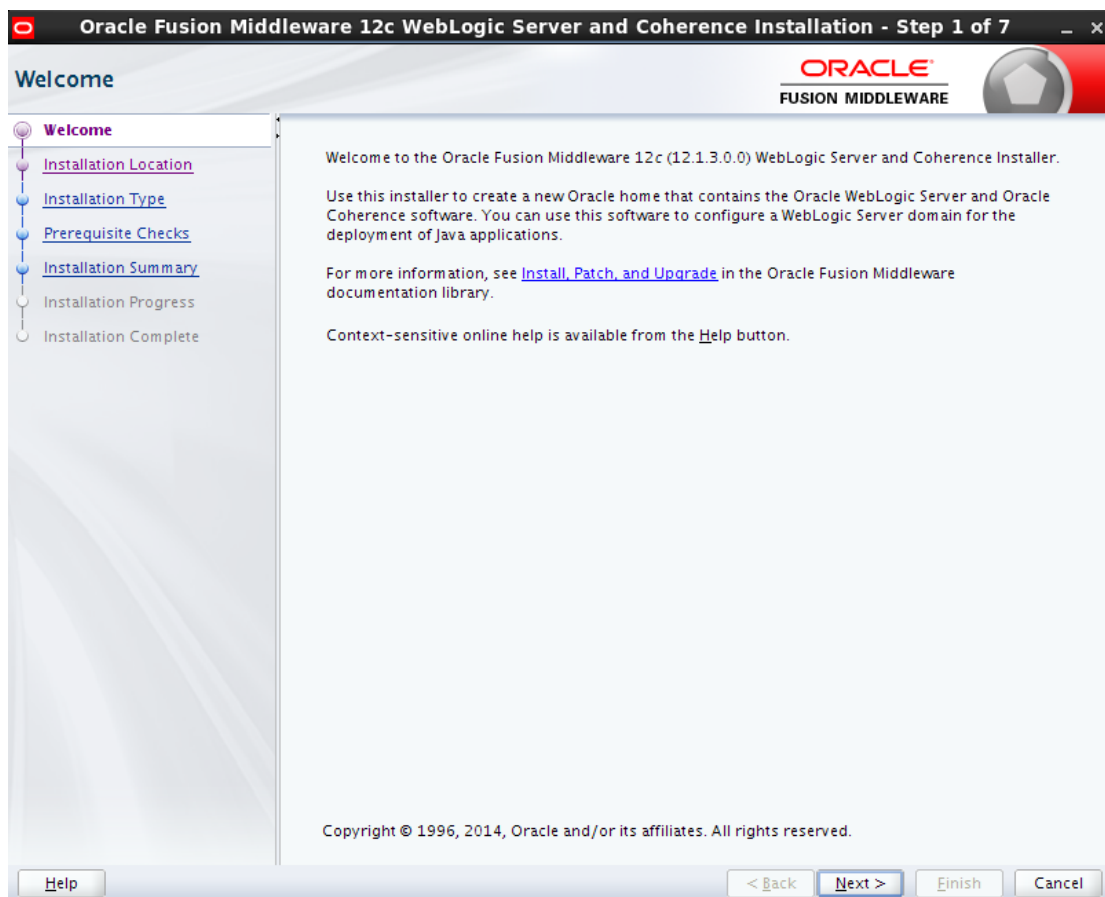 Oracle Fusion Middleware 12c WebLogic Server and Coherence Installation - Step 1 of 7
Welcome
ORACLE®
FUSION MIDDLEWARE
Welcome
Installation Location
Installation Type
Prerequisite Checks
Installation Summary
Installation Progress
Installation Complete
Welcome to the Oracle Fusion Middleware 12c (12.1.3.0.0) WebLogic Server and Coherence Installer.
Use this installer to create a new Oracle home that contains the Oracle WebLogic Server and Oracle
Coherence software. You can use this software to configure a WebLogic Server domain for the
deployment of Java applications.
For more information, see Install, Patch, and Upgrade in the Oracle Fusion Middleware
documentation library.
Context-sensitive online help is available from the Help button.
Copyright © 1996, 2014, Oracle and/or its affiliates. All rights reserved.
Help
< Back
Next >
Finish
Cancel